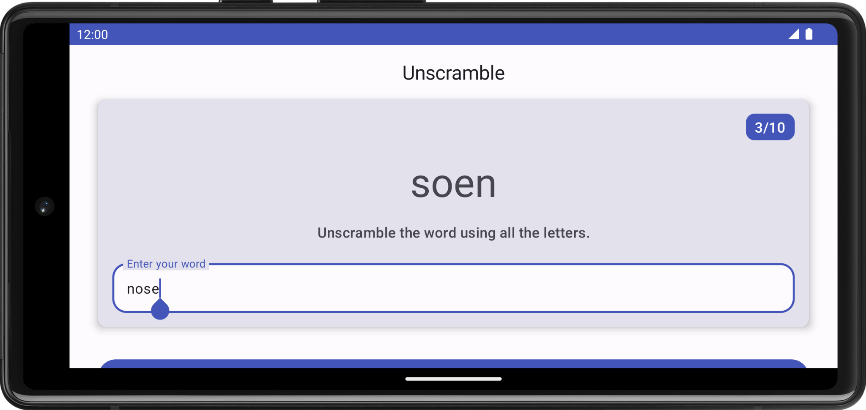 12:00
Unscramble
3/10
soen
Unscramble the word using all the letters.
Enter your word
nose